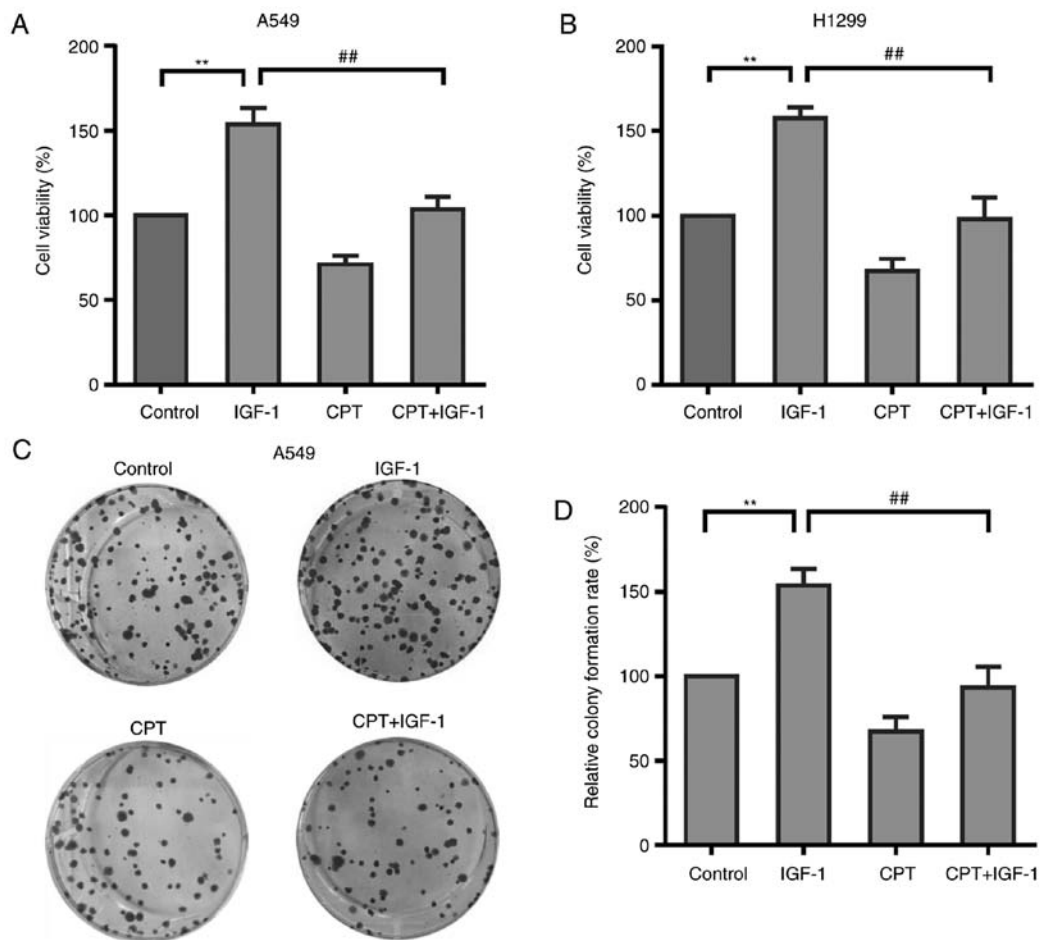 A
A549
Cell viability (%)
200
150
100
50
0
**
##
Control
IGF-1
CPT
CPT+IGF-1
B
H1299
Cell viability (%)
200
150
100
50
0
**
##
Control
IGF-1
CPT
CPT+IGF-1
C
A549
Control
IGF-1
CPT
CPT+IGF-1
D
Relative colony formation rate (%)
200
150
100
50
0
**
##
Control
IGF-1
CPT
CPT+IGF-1